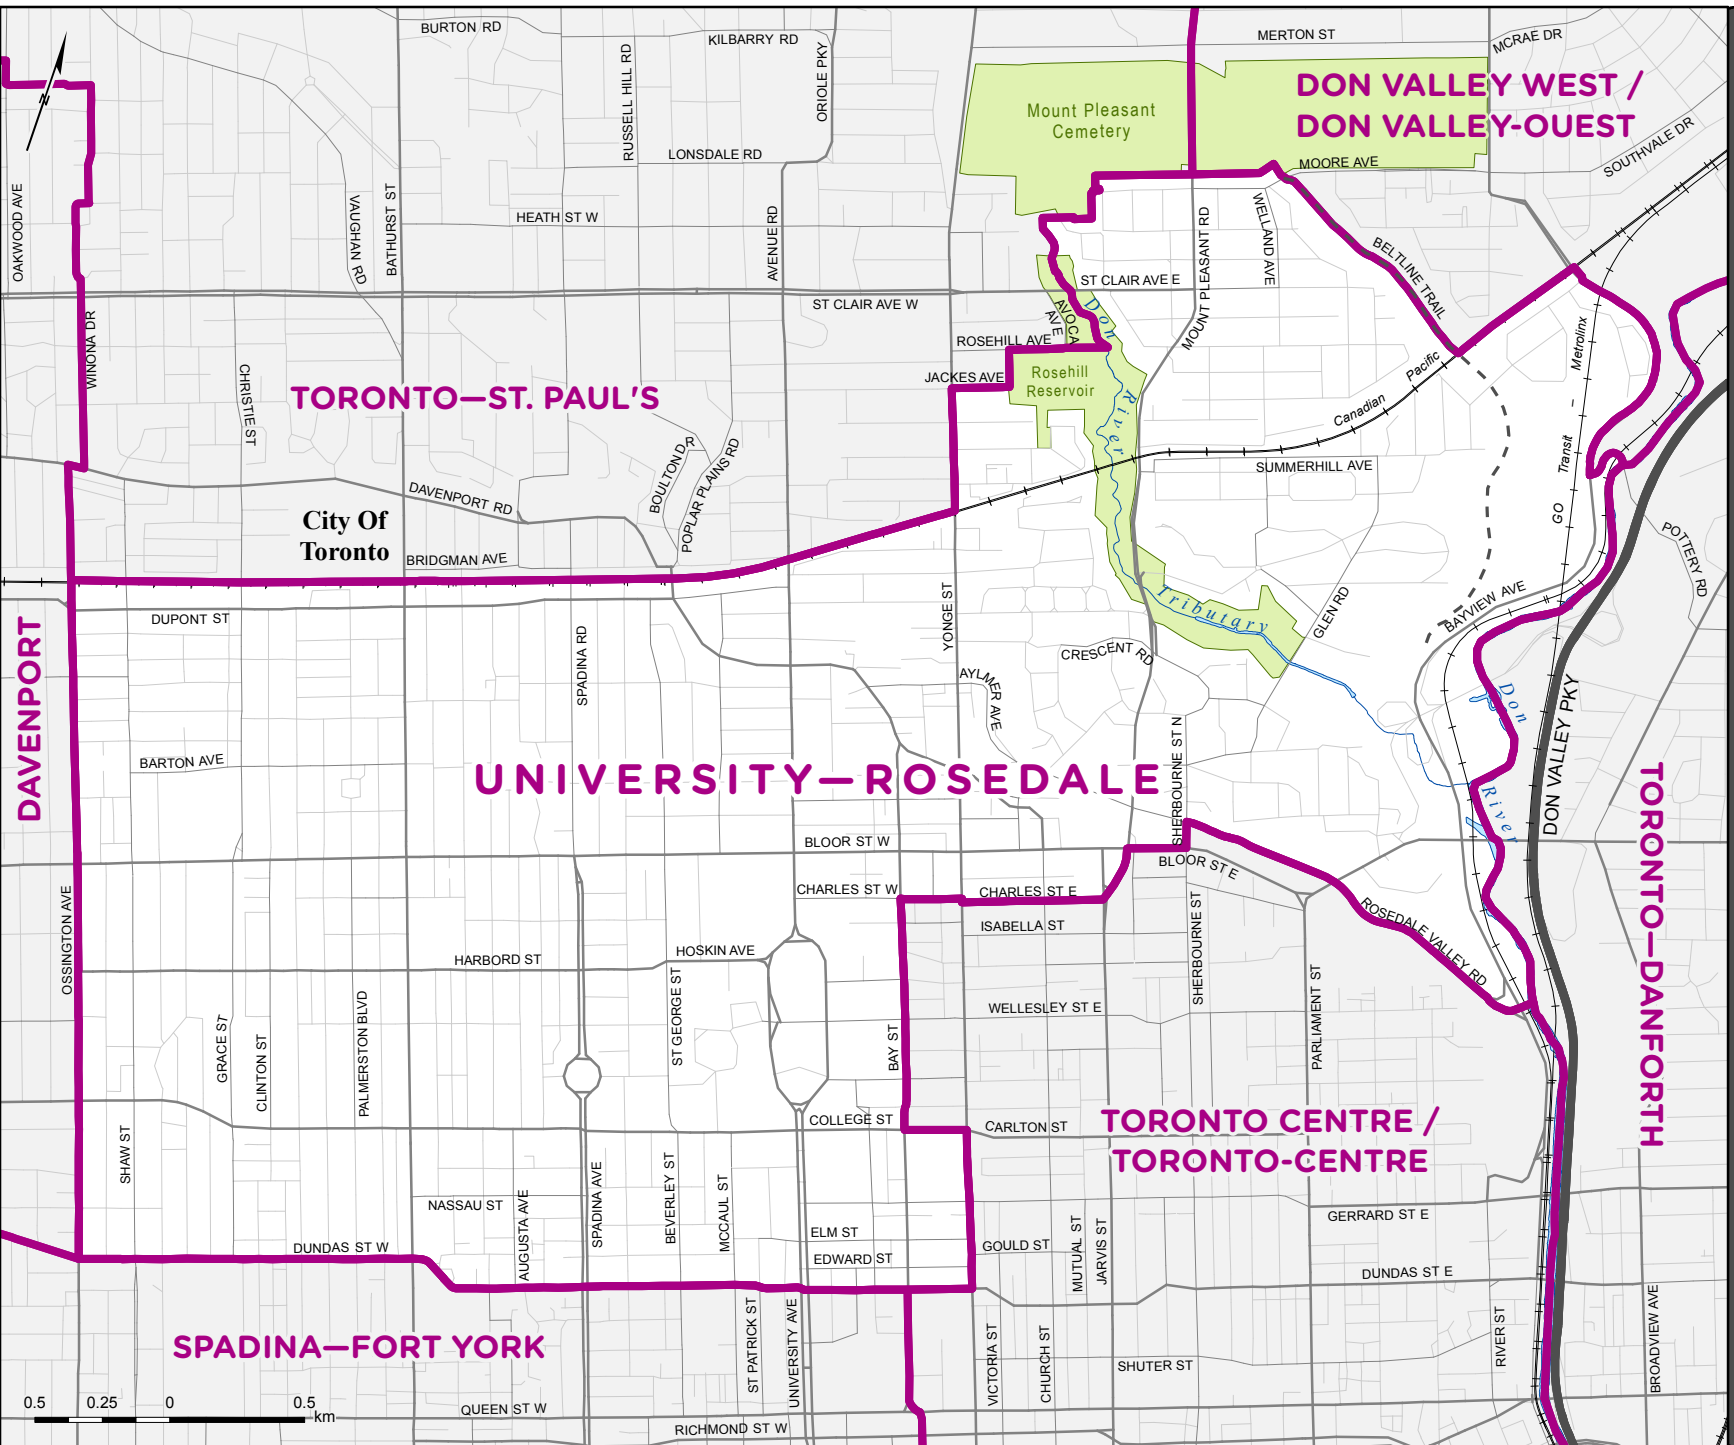 BURTON RD
KILBARRY RD
MERTON ST
MCRAE DR
RUSSELL HILL RD
ORIOLE PKY
DON VALLEY WEST /
DON VALLEY-OUEST
Mount Pleasant
Cemetery
N
LONSDALE RD
MOORE AVE
SOUTHVALE DR
OAKWOOD AVE
VAUGHAN RD
BATHURST ST
HEATH ST W
AVENUE RD
MOUNT PLEASANT RD
WELLAND AVE
BELTLINE TRAIL
ST CLAIR AVE E
ST CLAIR AVE W
AVOCA
AVE
Don
River
WINONA DR
CHRISTIE ST
ROSEHILL AVE
JACKES AVE
Rosehill
Reservoir
TORONTO—ST. PAUL'S
Canadian
Pacific
GO
Transit
–
Metrolinx
BOULTON DR
POPLAR PLAINS RD
SUMMERHILL AVE
DAVENPORT RD
City Of
Toronto
BRIDGMAN AVE
POTTERY RD
DUPONT ST
SPADINA RD
YONGE ST
Tributary
GLEN RD
BAYVIEW AVE
CRESCENT RD
AYLMER AVE
DAVENPORT
Don
River
DON VALLEY PKY
BARTON AVE
UNIVERSITY—ROSEDALE
SHERBOURNE ST N
TORONTO—DANFORTH
BLOOR ST W
BLOOR ST E
CHARLES ST W
CHARLES ST E
OSSINGTON AVE
ISABELLA ST
ROSEDALE VALLEY RD
HARBORD ST
HOSKIN AVE
ST GEORGE ST
SHERBOURNE ST
WELLESLEY ST E
PARLIAMENT ST
GRACE ST
CLINTON ST
PALMERSTON BLVD
BAY ST
COLLEGE ST
CARLTON ST
TORONTO CENTRE /
TORONTO-CENTRE
SHAW ST
NASSAU ST
AUGUSTA AVE
SPADINA AVE
BEVERLEY ST
MCCAUL ST
ELM ST
EDWARD ST
GOULD ST
MUTUAL ST
JARVIS ST
GERRARD ST E
DUNDAS ST W
DUNDAS ST E
SPADINA—FORT YORK
ST PATRICK ST
UNIVERSITY AVE
VICTORIA ST
CHURCH ST
SHUTER ST
RIVER ST
BROADVIEW AVE
0.5 0.25 0 0.5
km
QUEEN ST W
RICHMOND ST W